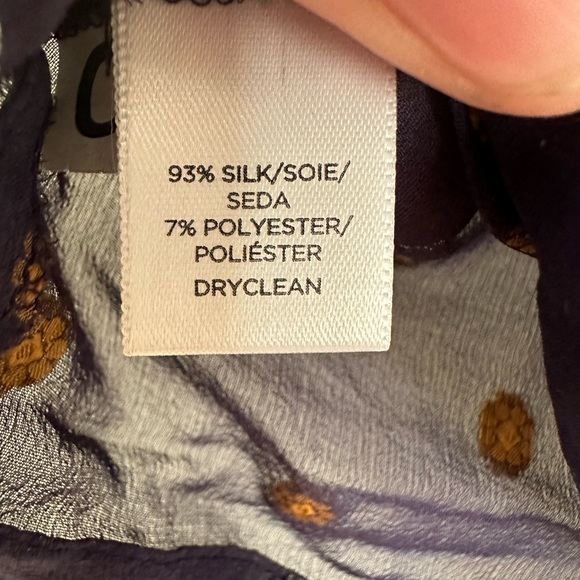 93% SILK/SOIE/
SEDA
7% POLYESTER/
POLIÉSTER
DRYCLEAN